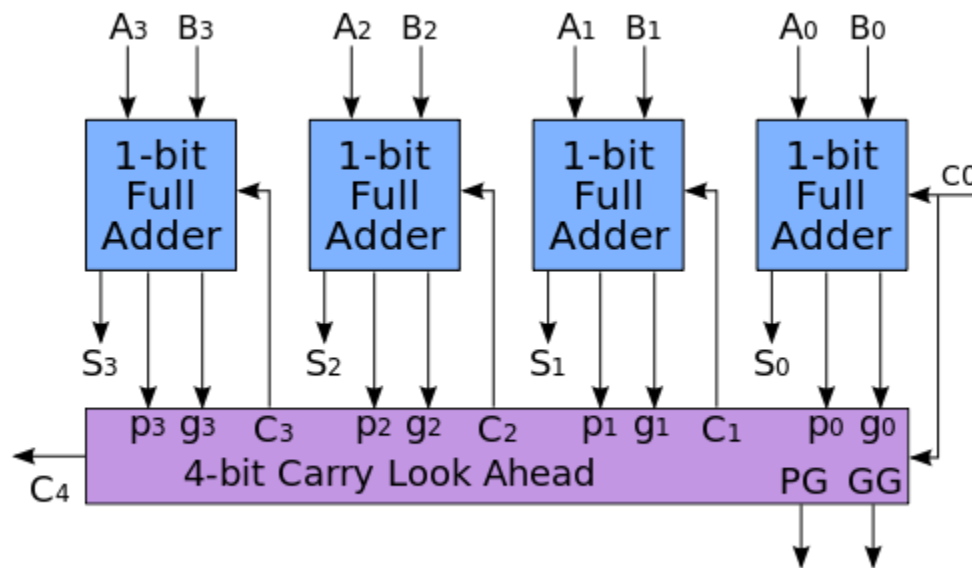 A3 B3 A2 B2 A1 B1 A0 B0
1-bit Full Adder
1-bit Full Adder
1-bit Full Adder
1-bit Full Adder
C0
S3 S2 S1 S0
p3 g3 C3 p2 g2 C2 p1 g1 C1 p0 g0
4-bit Carry Look Ahead PG GG
C4